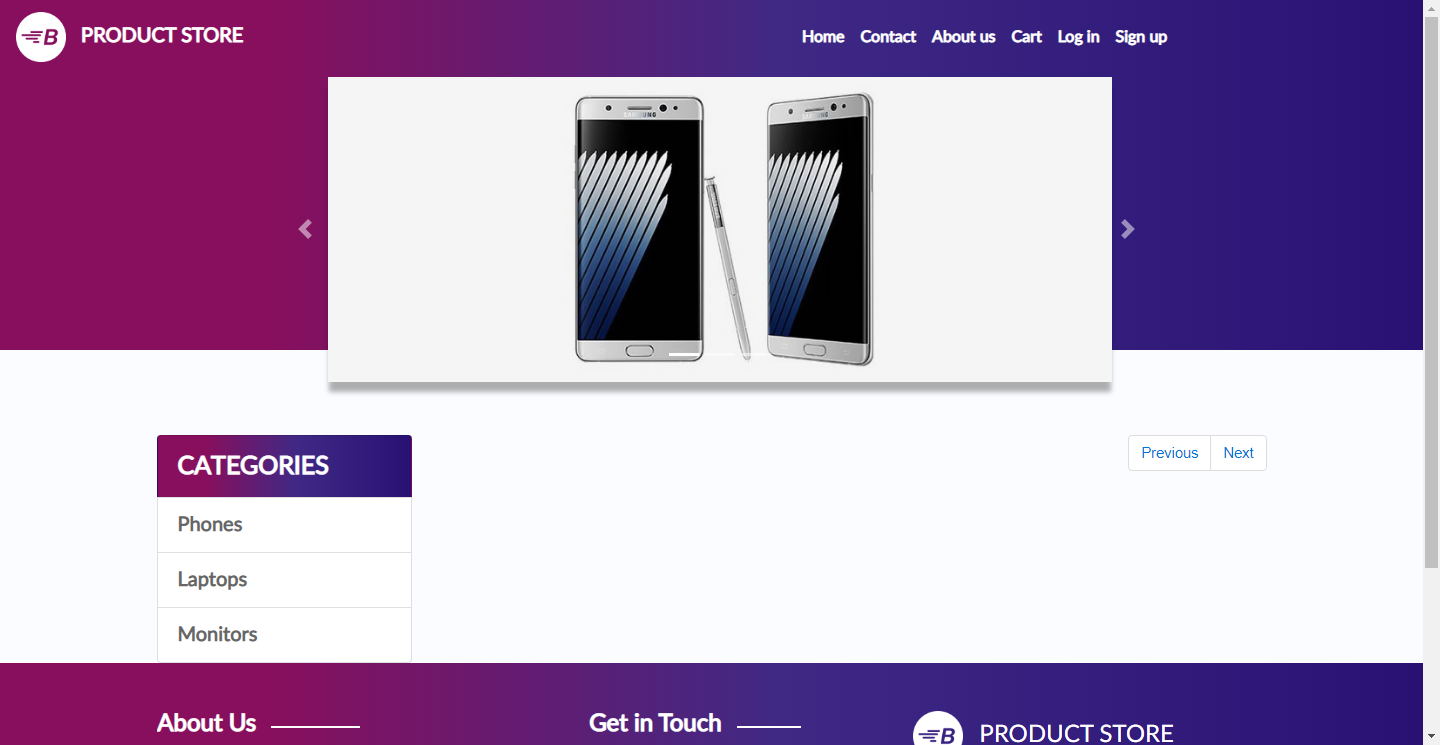 B PRODUCT STORE
Home Contact About us Cart Log in Sign up
SAMSUNG SAMSUNG
CATEGORIES
Previous Next
Phones
Laptops
Monitors
About Us
Get in Touch
B PRODUCT STORE